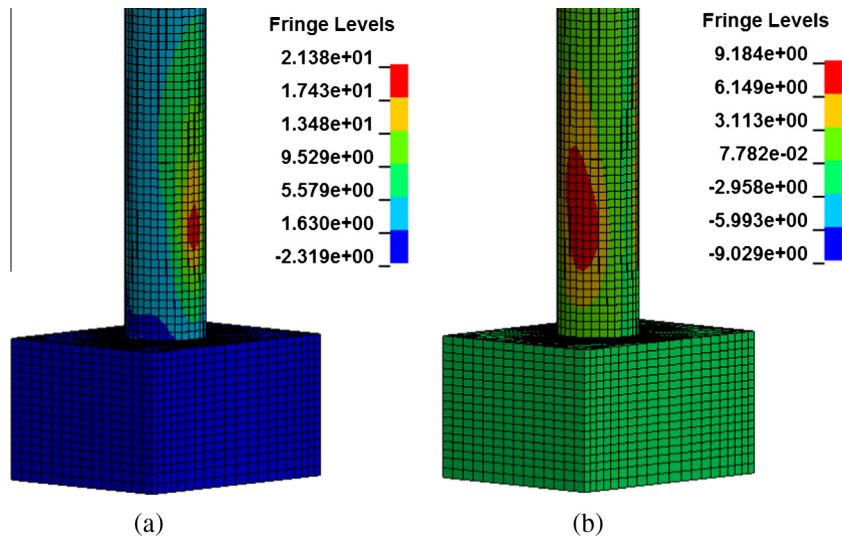 Fringe Levels
2.138e+01
1.743e+01
1.348e+01
9.529e+00
5.579e+00
1.630e+00
-2.319e+00
(a)
Fringe Levels
9.184e+00
6.149e+00
3.113e+00
7.782e-02
-2.958e+00
-5.993e+00
-9.029e+00
(b)